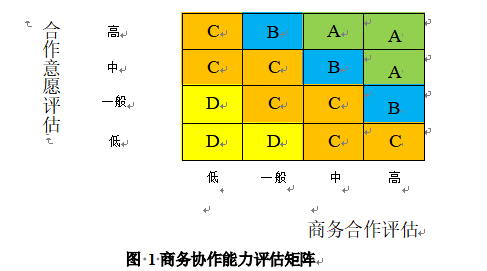 合作意愿评估
高 C B A A
中 C C B A
一般 D C C B
低 D D C C
低 一般 中 高
商务合作评估
图 1 商务协作能力评估矩阵